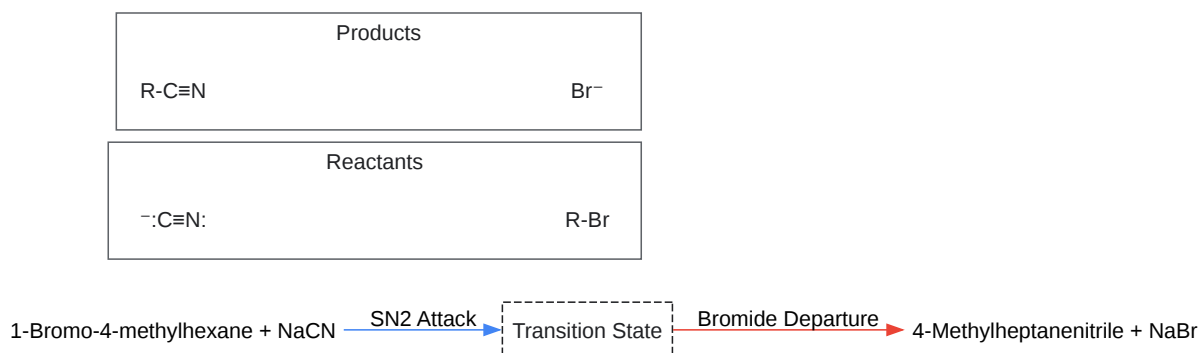 Products
R-C≡N
Br⁻
Reactants
⁻:C≡N:
R-Br
1-Bromo-4-methylhexane + NaCN
SN2 Attack
Transition State
Bromide Departure
4-Methylheptanenitrile + NaBr